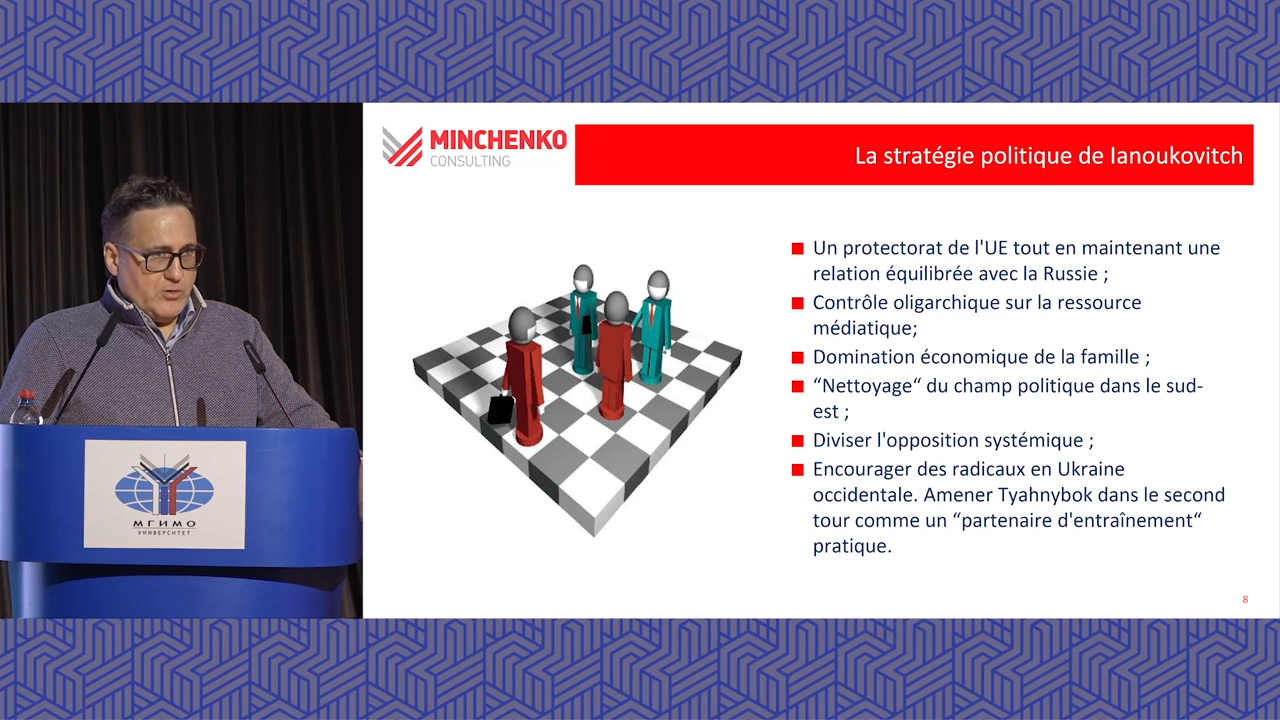 MINCHENKO
CONSULTING
La stratégie politique de Ianoukovitch
Un protectorat de l'UE tout en maintenant une
relation équilibrée avec la Russie ;
Contrôle oligarchique sur la ressource
médiatique;
Domination économique de la famille ;
“Nettoyage“ du champ politique dans le sud-
est ;
Diviser l'opposition systémique ;
Encourager des radicaux en Ukraine
occidentale. Amener Tyahnybok dans le second
tour comme un “partenaire d'entraînement“
pratique.
8
МГИМО
УНИВЕРСИТЕТ